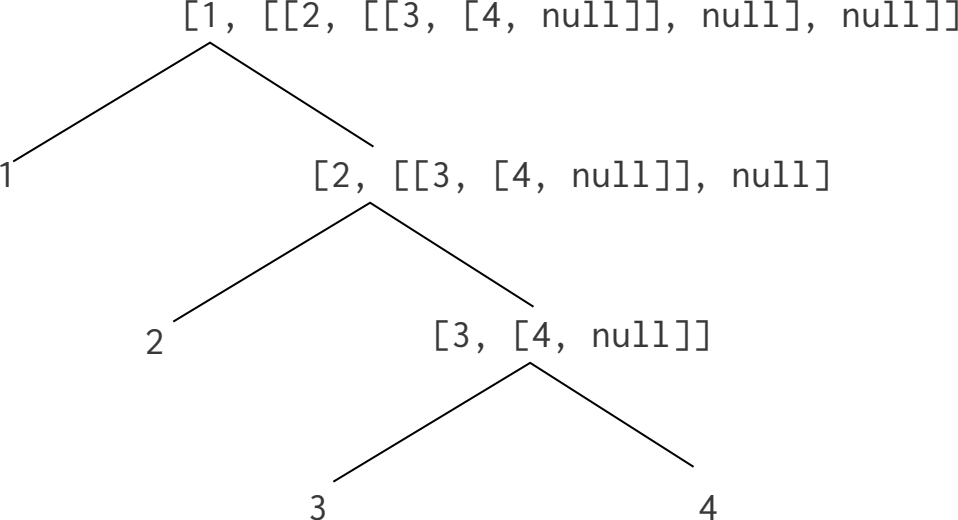 [1, [[2, [[3, [4, null]], null], null]]
1
[2, [[3, [4, null]], null]
2
[3, [4, null]]
3
4